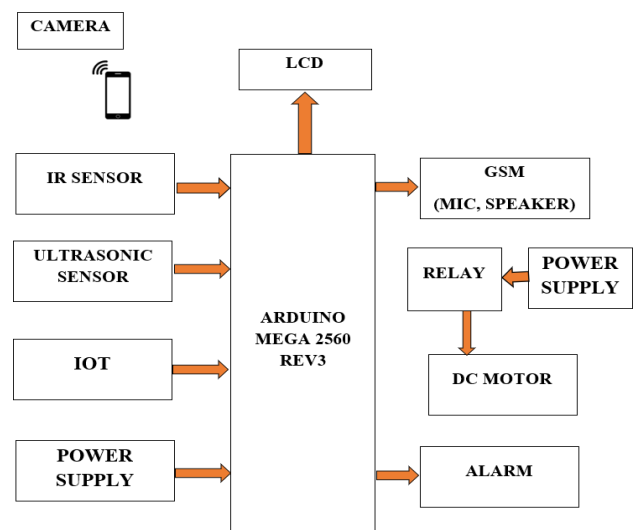 CAMERA
LCD
IR SENSOR
GSM
(MIC, SPEAKER)
ULTRASONIC
SENSOR
RELAY
POWER
SUPPLY
ARDUINO
MEGA 2560
REV3
IOT
DC MOTOR
POWER
SUPPLY
ALARM